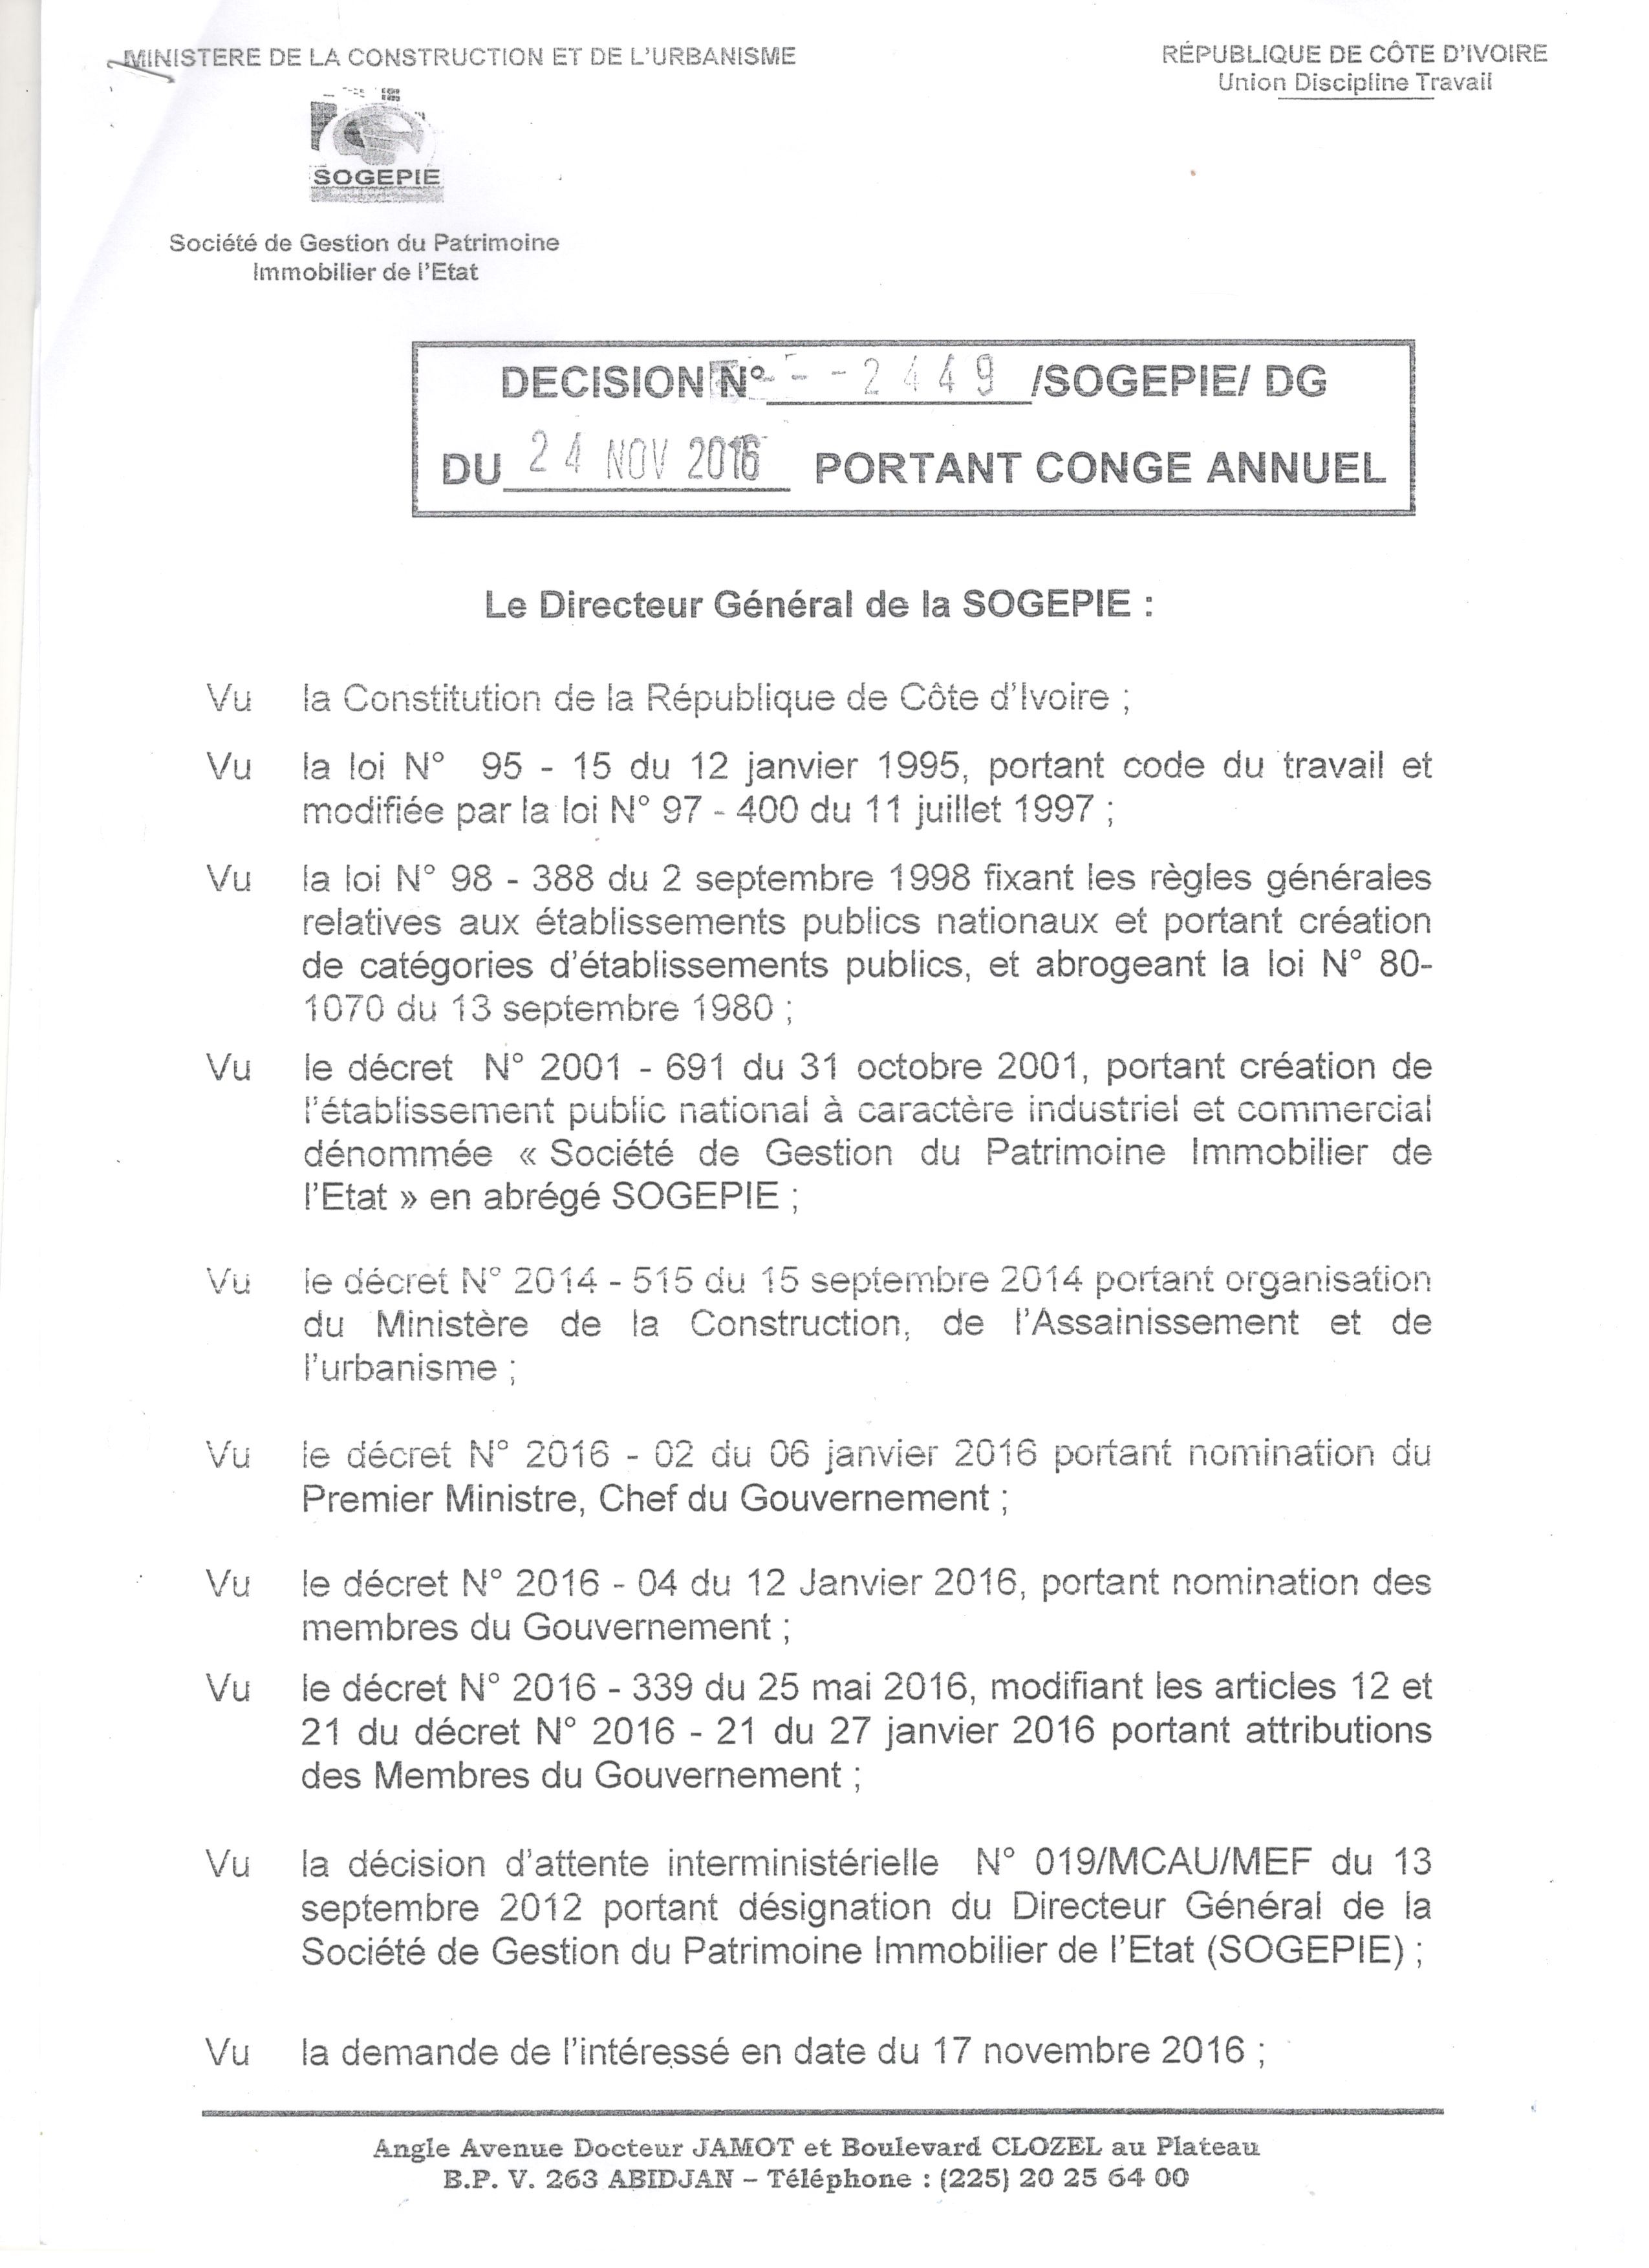 MINISTERE DE LA CONSTRUCTION ET DE L'URBANISME
RÉPUBLIQUE DE CÔTE D'IVOIRE
Union Discipline Travail
SOGEPIE
Société de Gestion du Patrimoine
Immobilier de l'Etat
DECISION N° - - 2449 /SOGEPIE/ DG
DU 24 NOV 2016 PORTANT CONGE ANNUEL
Le Directeur Général de la SOGEPIE :
Vu la Constitution de la République de Côte d'Ivoire ;
Vu la loi N° 95 - 15 du 12 janvier 1995, portant code du travail et
modifiée par la loi N° 97 - 400 du 11 juillet 1997 ;
Vu la loi N° 98 - 388 du 2 septembre 1998 fixant les règles générales
relatives aux établissements publics nationaux et portant création
de catégories d'établissements publics, et abrogeant la loi N° 80-
1070 du 13 septembre 1980 ;
Vu le décret N° 2001 - 691 du 31 octobre 2001, portant création de
l'établissement public national à caractère industriel et commercial
dénommée « Société de Gestion du Patrimoine Immobilier de
l'Etat » en abrégé SOGEPIE ;
Vu le décret N° 2014 - 515 du 15 septembre 2014 portant organisation
du Ministère de la Construction, de l'Assainissement et de
l'urbanisme ;
Vu le décret N° 2016 - 02 du 06 janvier 2016 portant nomination du
Premier Ministre, Chef du Gouvernement ;
Vu le décret N° 2016 - 04 du 12 Janvier 2016, portant nomination des
membres du Gouvernement ;
Vu le décret N° 2016 - 339 du 25 mai 2016, modifiant les articles 12 et
21 du décret N° 2016 - 21 du 27 janvier 2016 portant attributions
des Membres du Gouvernement ;
Vu la décision d'attente interministérielle N° 019/MCAU/MEF du 13
septembre 2012 portant désignation du Directeur Général de la
Société de Gestion du Patrimoine Immobilier de l'Etat (SOGEPIE) ;
Vu la demande de l'intéressé en date du 17 novembre 2016 ;
Angle Avenue Docteur JAMOT et Boulevard CLOZEL au Plateau
B.P. V. 263 ABIDJAN – Téléphone : (225) 20 25 64 00